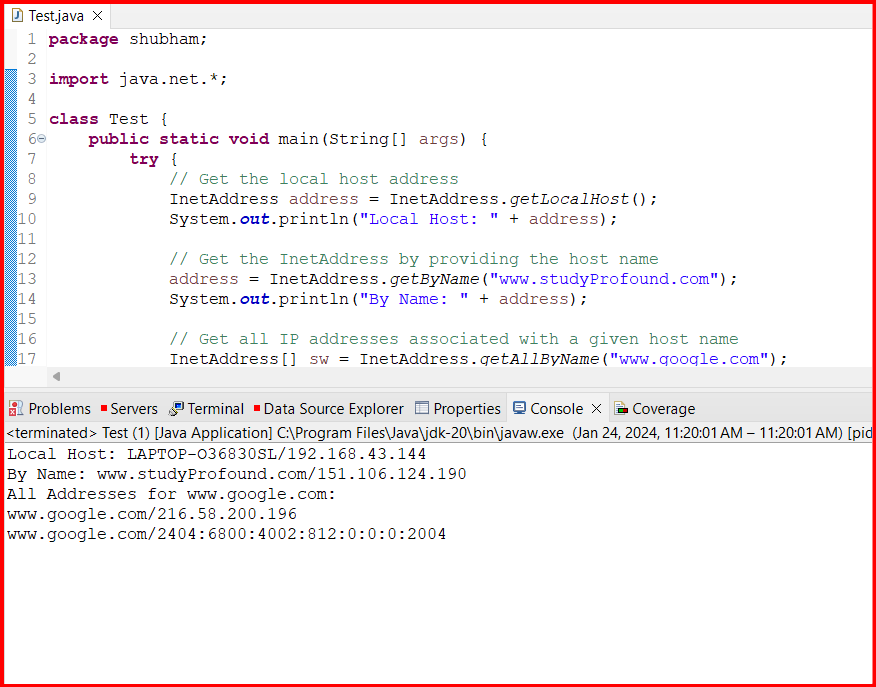 Test.java
1 package shubham;
2
3 import java.net.*;
4
5 class Test {
6 public static void main(String[] args) {
7 try {
8 // Get the local host address
9 InetAddress address = InetAddress.getLocalHost();
10 System.out.println("Local Host: " + address);
11
12 // Get the InetAddress by providing the host name
13 address = InetAddress.getByName("www.studyProfound.com");
14 System.out.println("By Name: " + address);
15
16 // Get all IP addresses associated with a given host name
17 InetAddress[] sw = InetAddress.getAllByName("www.google.com");
Problems Servers Terminal Data Source Explorer Properties Console Coverage
<terminated> Test (1) [Java Application] C:\Program Files\Java\jdk-20\bin\javaw.exe (Jan 24, 2024, 11:20:01 AM – 11:20:01 AM) [pid
Local Host: LAPTOP-O36830SL/192.168.43.144
By Name: www.studyProfound.com/151.106.124.190
All Addresses for www.google.com:
www.google.com/216.58.200.196
www.google.com/2404:6800:4002:812:0:0:0:2004